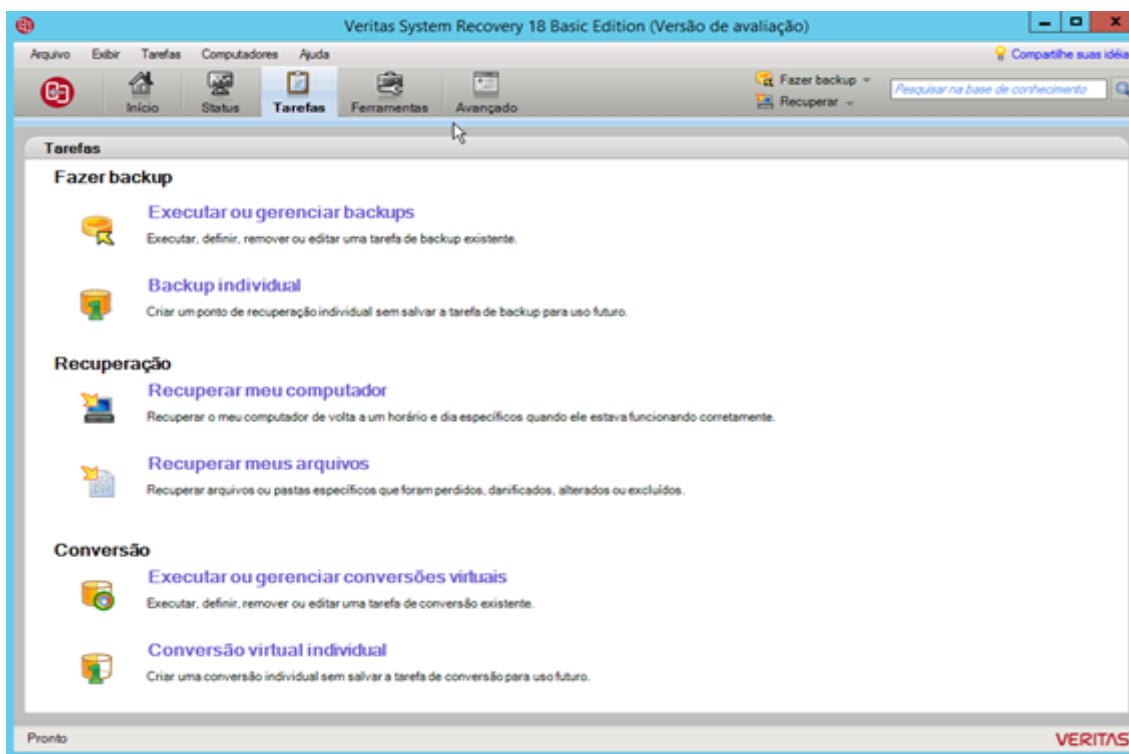 Veritas System Recovery 18 Basic Edition (Versão de avaliação)
Arquivo Exibir Tarefas Computadores Ajuda
Compartilhe suas idéia
Início Status Tarefas Ferramentas Avançado
Fazer backup
Recuperar
Pesquisar na base de conhecimento
Tarefas
Fazer backup
Executar ou gerenciar backups
Executar, definir, remover ou editar uma tarefa de backup existente.
Backup individual
Criar um ponto de recuperação individual sem salvar a tarefa de backup para uso futuro.
Recuperação
Recuperar meu computador
Recuperar o meu computador de volta a um horário e dia específicos quando ele estava funcionando corretamente.
Recuperar meus arquivos
Recuperar arquivos ou pastas específicos que foram perdidos, danificados, alterados ou excluídos.
Conversão
Executar ou gerenciar conversões virtuais
Executar, definir, remover ou editar uma tarefa de conversão existente.
Conversão virtual individual
Criar uma conversão individual sem salvar a tarefa de conversão para uso futuro.
Pronto
VERITAS